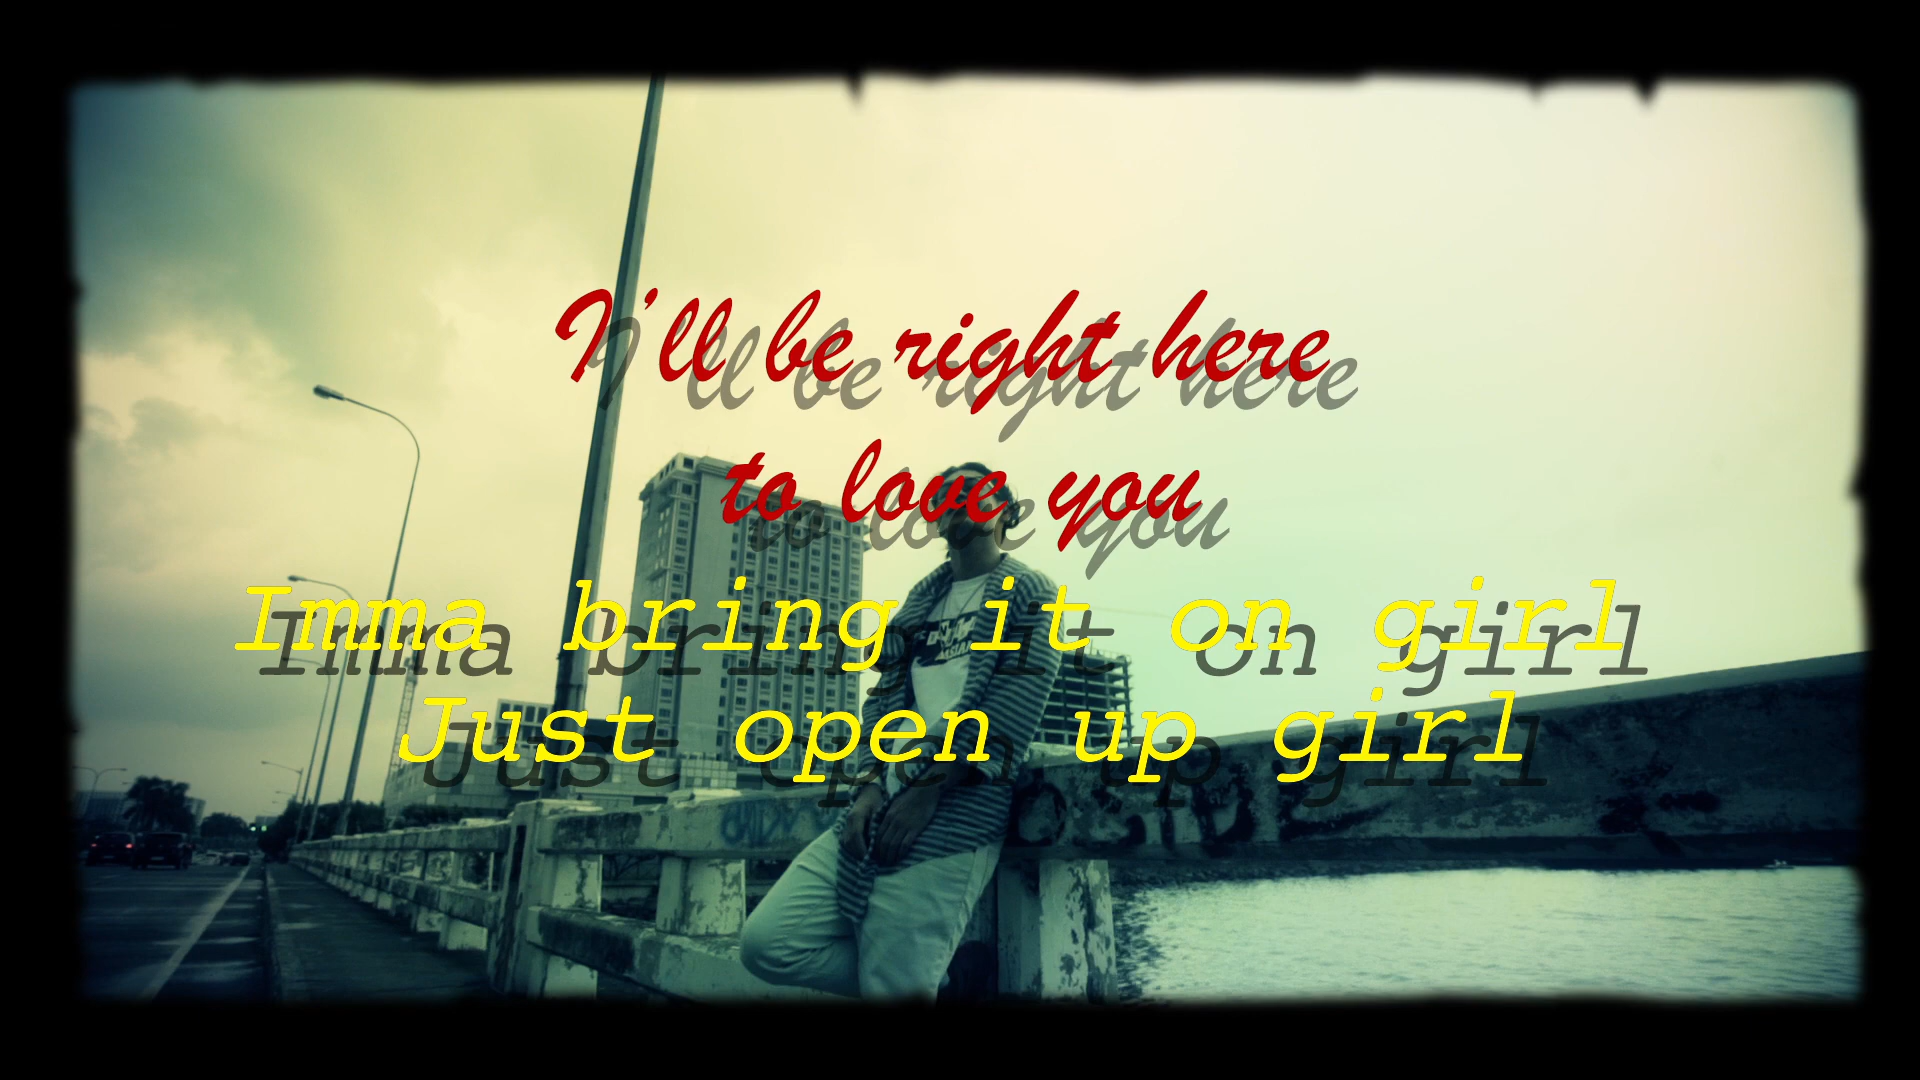 I'll be right here
to love you
Imma bring it on girl
Just open up girl